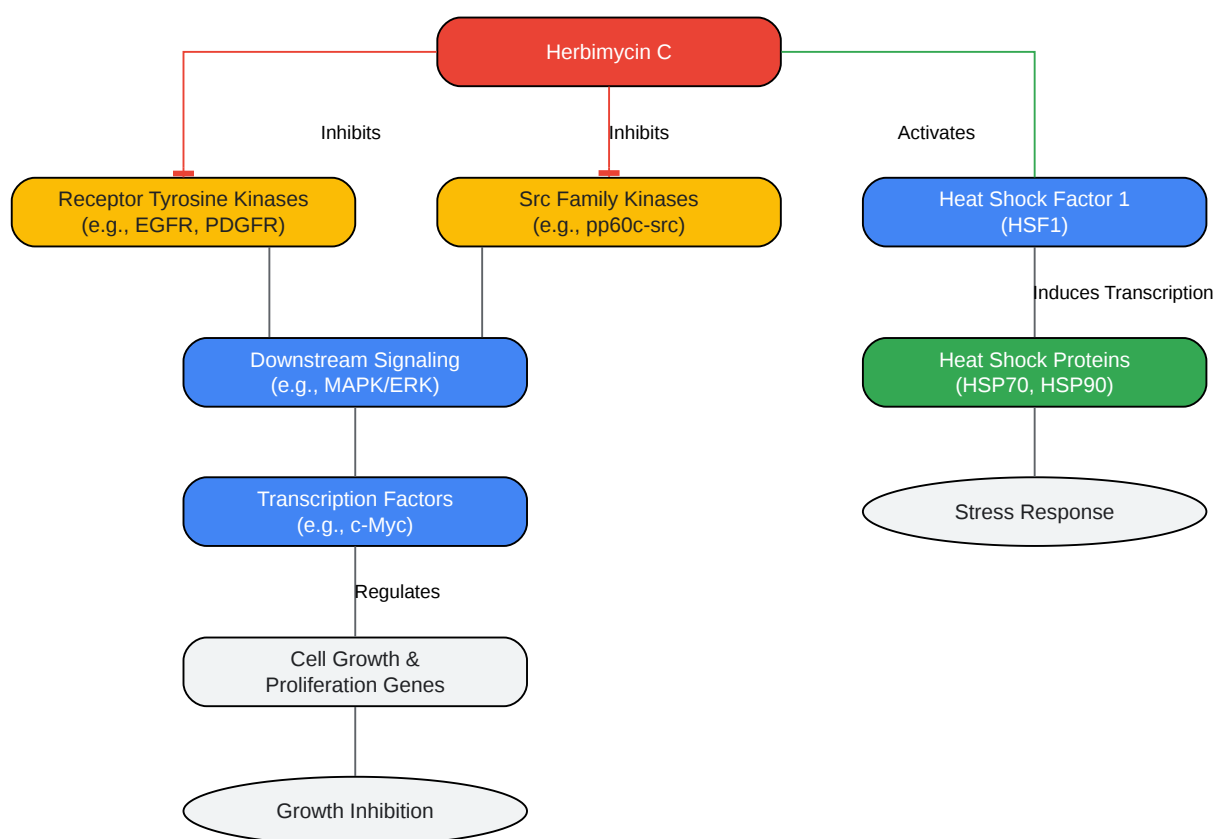 Herbimycin C
Inhibits
Inhibits
Activates
Receptor Tyrosine Kinases
(e.g., EGFR, PDGFR)
Src Family Kinases
(e.g., pp60c-src)
Heat Shock Factor 1
(HSF1)
Induces Transcription
Downstream Signaling
(e.g., MAPK/ERK)
Heat Shock Proteins
(HSP70, HSP90)
Transcription Factors
(e.g., c-Myc)
Stress Response
Regulates
Cell Growth &
Proliferation Genes
Growth Inhibition